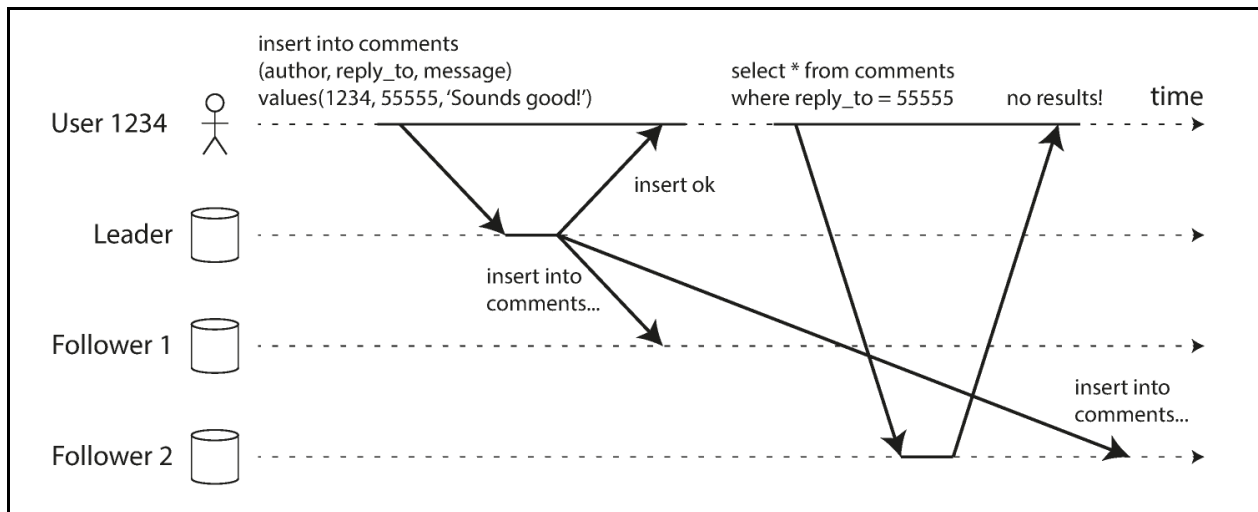 insert into comments
(author, reply_to, message)
values(1234, 55555, ‘Sounds good!’)
select * from comments
where reply_to = 55555
no results!
time
User 1234
insert ok
Leader
insert into
comments...
Follower 1
insert into
comments...
Follower 2